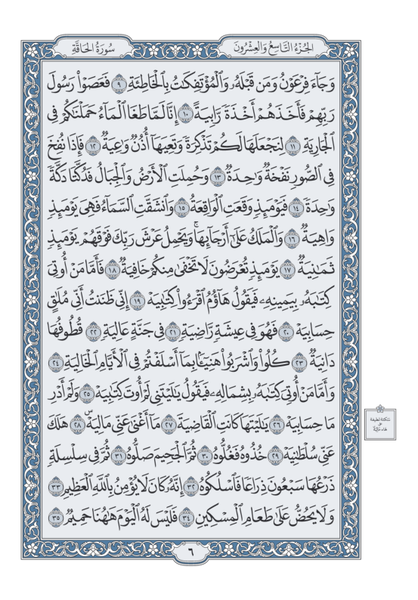 الجزء التاسع والعشرون
سورة الحاقة
وَجَآءَ فِرْعَوْنُ وَمَن قَبْلَهُۥ وَٱلْمُؤْتَفِكَٰتُ بِٱلْخَاطِئَةِ ٩ فَعَصَوْا۟ رَسُولَ
رَبِّهِمْ فَأَخَذَهُمْ أَخْذَةً رَّابِيَةً ١٠ إِنَّا لَمَّا طَغَا ٱلْمَآءُ حَمَلْنَٰكُمْ فِى
ٱلْجَارِيَةِ ١١ لِنَجْعَلَهَا لَكُمْ تَذْكِرَةً وَتَعِيَهَآ أُذُنٌ وَٰعِيَةٌ ١٢ فَإِذَا نُفِخَ
فِى ٱلصُّورِ نَفْخَةٌ وَٰحِدَةٌ ١٣ وَحُمِلَتِ ٱلْأَرْضُ وَٱلْجِبَالُ فَدُكَّتَا دَكَّةً
وَٰحِدَةً ١٤ فَيَوْمَئِذٍ وَقَعَتِ ٱلْوَاقِعَةُ ١٥ وَٱنشَقَّتِ ٱلسَّمَآءُ فَهِىَ يَوْمَئِذٍ
وَاهِيَةٌ ١٦ وَٱلْمَلَكُ عَلَىٰٓ أَرْجَآئِهَا وَيَحْمِلُ عَرْشَ رَبِّكَ فَوْقَهُمْ يَوْمَئِذٍ
ثَمَٰنِيَةٌ ١٧ يَوْمَئِذٍ تُعْرَضُونَ لَا تَخْفَىٰ مِنكُمْ خَافِيَةٌ ١٨ فَأَمَّا مَنْ أُوتِىَ
كِتَٰبَهُۥ بِيَمِينِهِۦ فَيَقُولُ هَآؤُمُ ٱقْرَءُوا۟ كِتَٰبِيَهْ ١٩ إِنِّى ظَنَنتُ أَنِّى مُلَٰقٍ
حِسَابِيَهْ ٢٠ فَهُوَ فِى عِيشَةٍ رَّاضِيَةٍ ٢١ فِى جَنَّةٍ عَالِيَةٍ ٢٢ قُطُوفُهَا
دَانِيَةٌ ٢٣ كُلُوا۟ وَٱشْرَبُوا۟ هَنِيٓـًٔۢا بِمَآ أَسْلَفْتُمْ فِى ٱلْأَيَّامِ ٱلْخَالِيَةِ ٢٤
وَأَمَّا مَنْ أُوتِىَ كِتَٰبَهُۥ بِشِمَالِهِۦ فَيَقُولُ يَٰلَيْتَنِى لَمْ أُوتَ كِتَٰبِيَهْ ٢٥ وَلَمْ أَدْرِ
مَا حِسَابِيَهْ ٢٦ يَٰلَيْتَهَا كَانَتِ ٱلْقَاضِيَةَ ٢٧ مَآ أَغْنَىٰ عَنِّى مَالِيَهْ ٢٨ هَلَكَ
عَنِّى سُلْطَٰنِيَهْ ٢٩ خُذُوهُ فَغُلُّوهُ ٣٠ ثُمَّ ٱلْجَحِيمَ صَلُّوهُ ٣١ ثُمَّ فِى سِلْسِلَةٍ
ذَرْعُهَا سَبْعُونَ ذِرَاعًا فَٱسْلُكُوهُ ٣٢ إِنَّهُۥ كَانَ لَا يُؤْمِنُ بِٱللَّهِ ٱلْعَظِيمِ ٣٣
وَلَا يَحُضُّ عَلَىٰ طَعَامِ ٱلْمِسْكِينِ ٣٤ فَلَيْسَ لَهُ ٱلْيَوْمَ هَٰهُنَا حَمِيمٌ ٣٥
٦